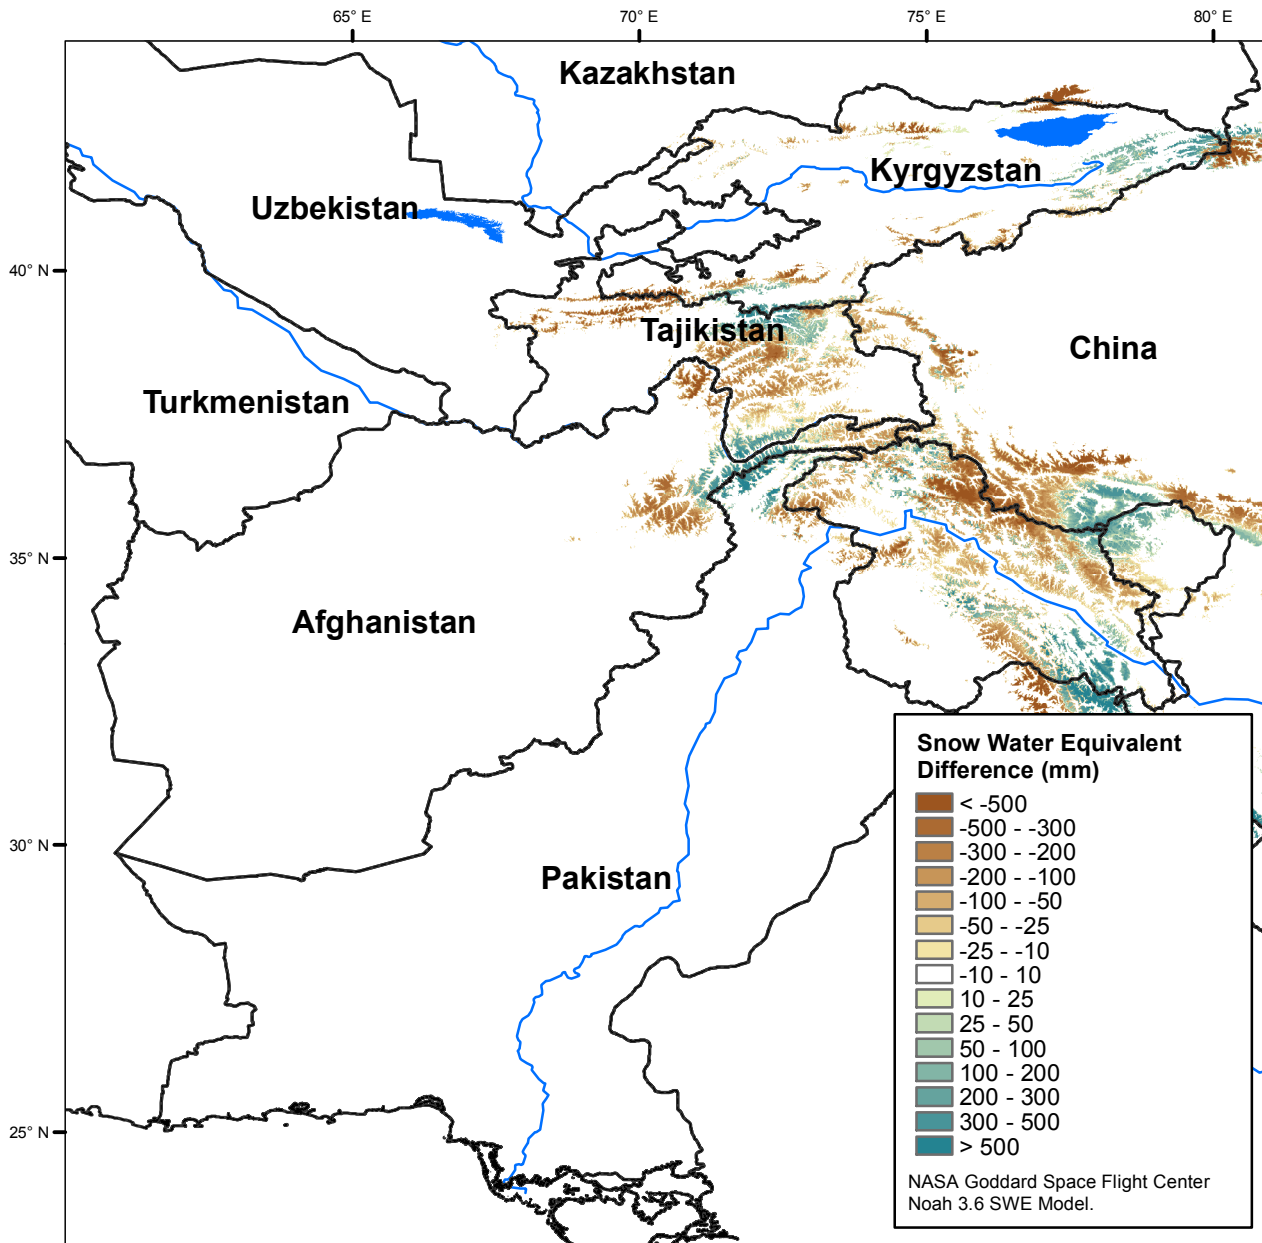 65° E
70° E
75° E
80° E
Kazakhstan
Kyrgyzstan
Uzbekistan
40° N
Tajikistan
China
Turkmenistan
35° N
Afghanistan
Snow Water Equivalent
Difference (mm)
< -500
-500 - -300
30° N
-300 - -200
Pakistan
-200 - -100
-100 - -50
-50 - -25
-25 - -10
-10 - 10
10 - 25
25 - 50
50 - 100
100 - 200
200 - 300
300 - 500
25° N
> 500
NASA Goddard Space Flight Center
Noah 3.6 SWE Model.